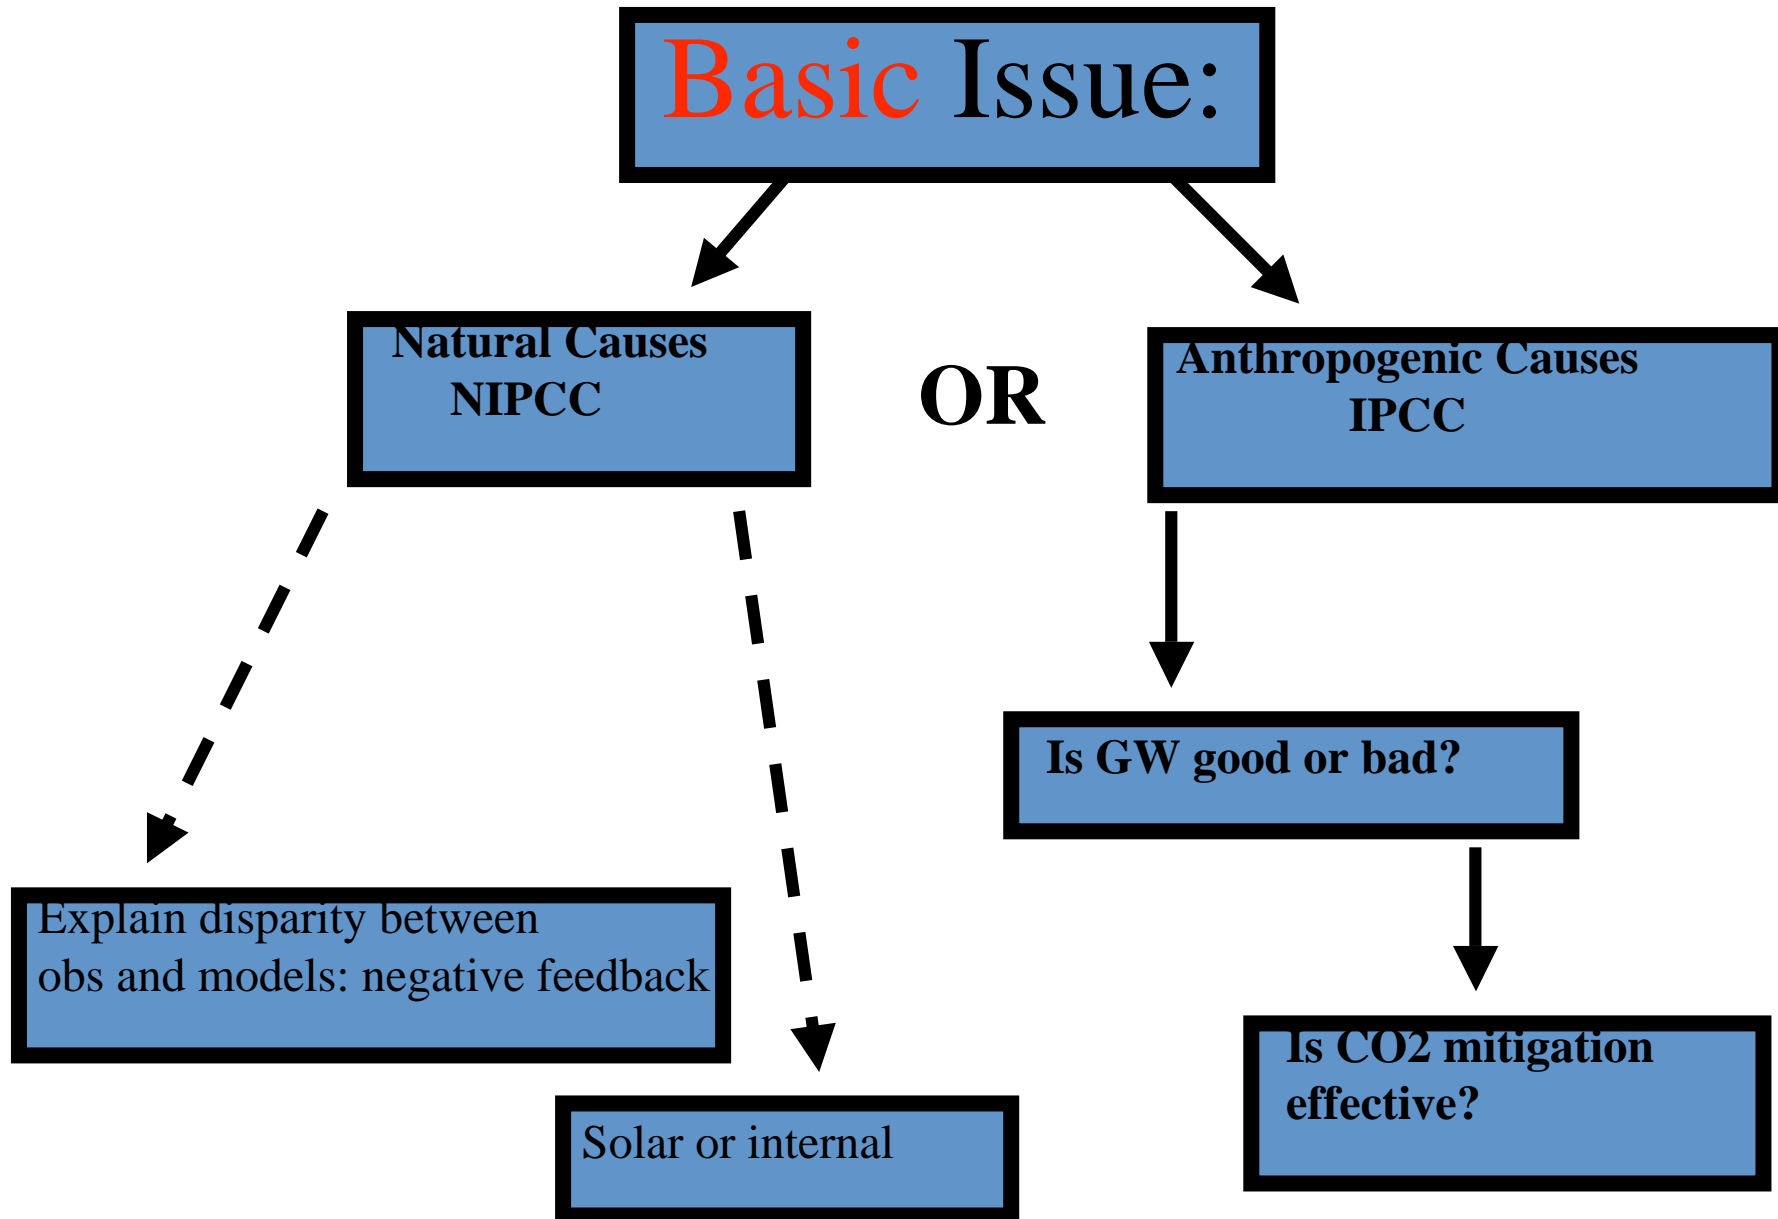 Basic Issue:
Natural Causes
NIPCC
OR
Anthropogenic Causes
IPCC
Is GW good or bad?
Explain disparity between
obs and models: negative feedback
Is CO2 mitigation
effective?
Solar or internal